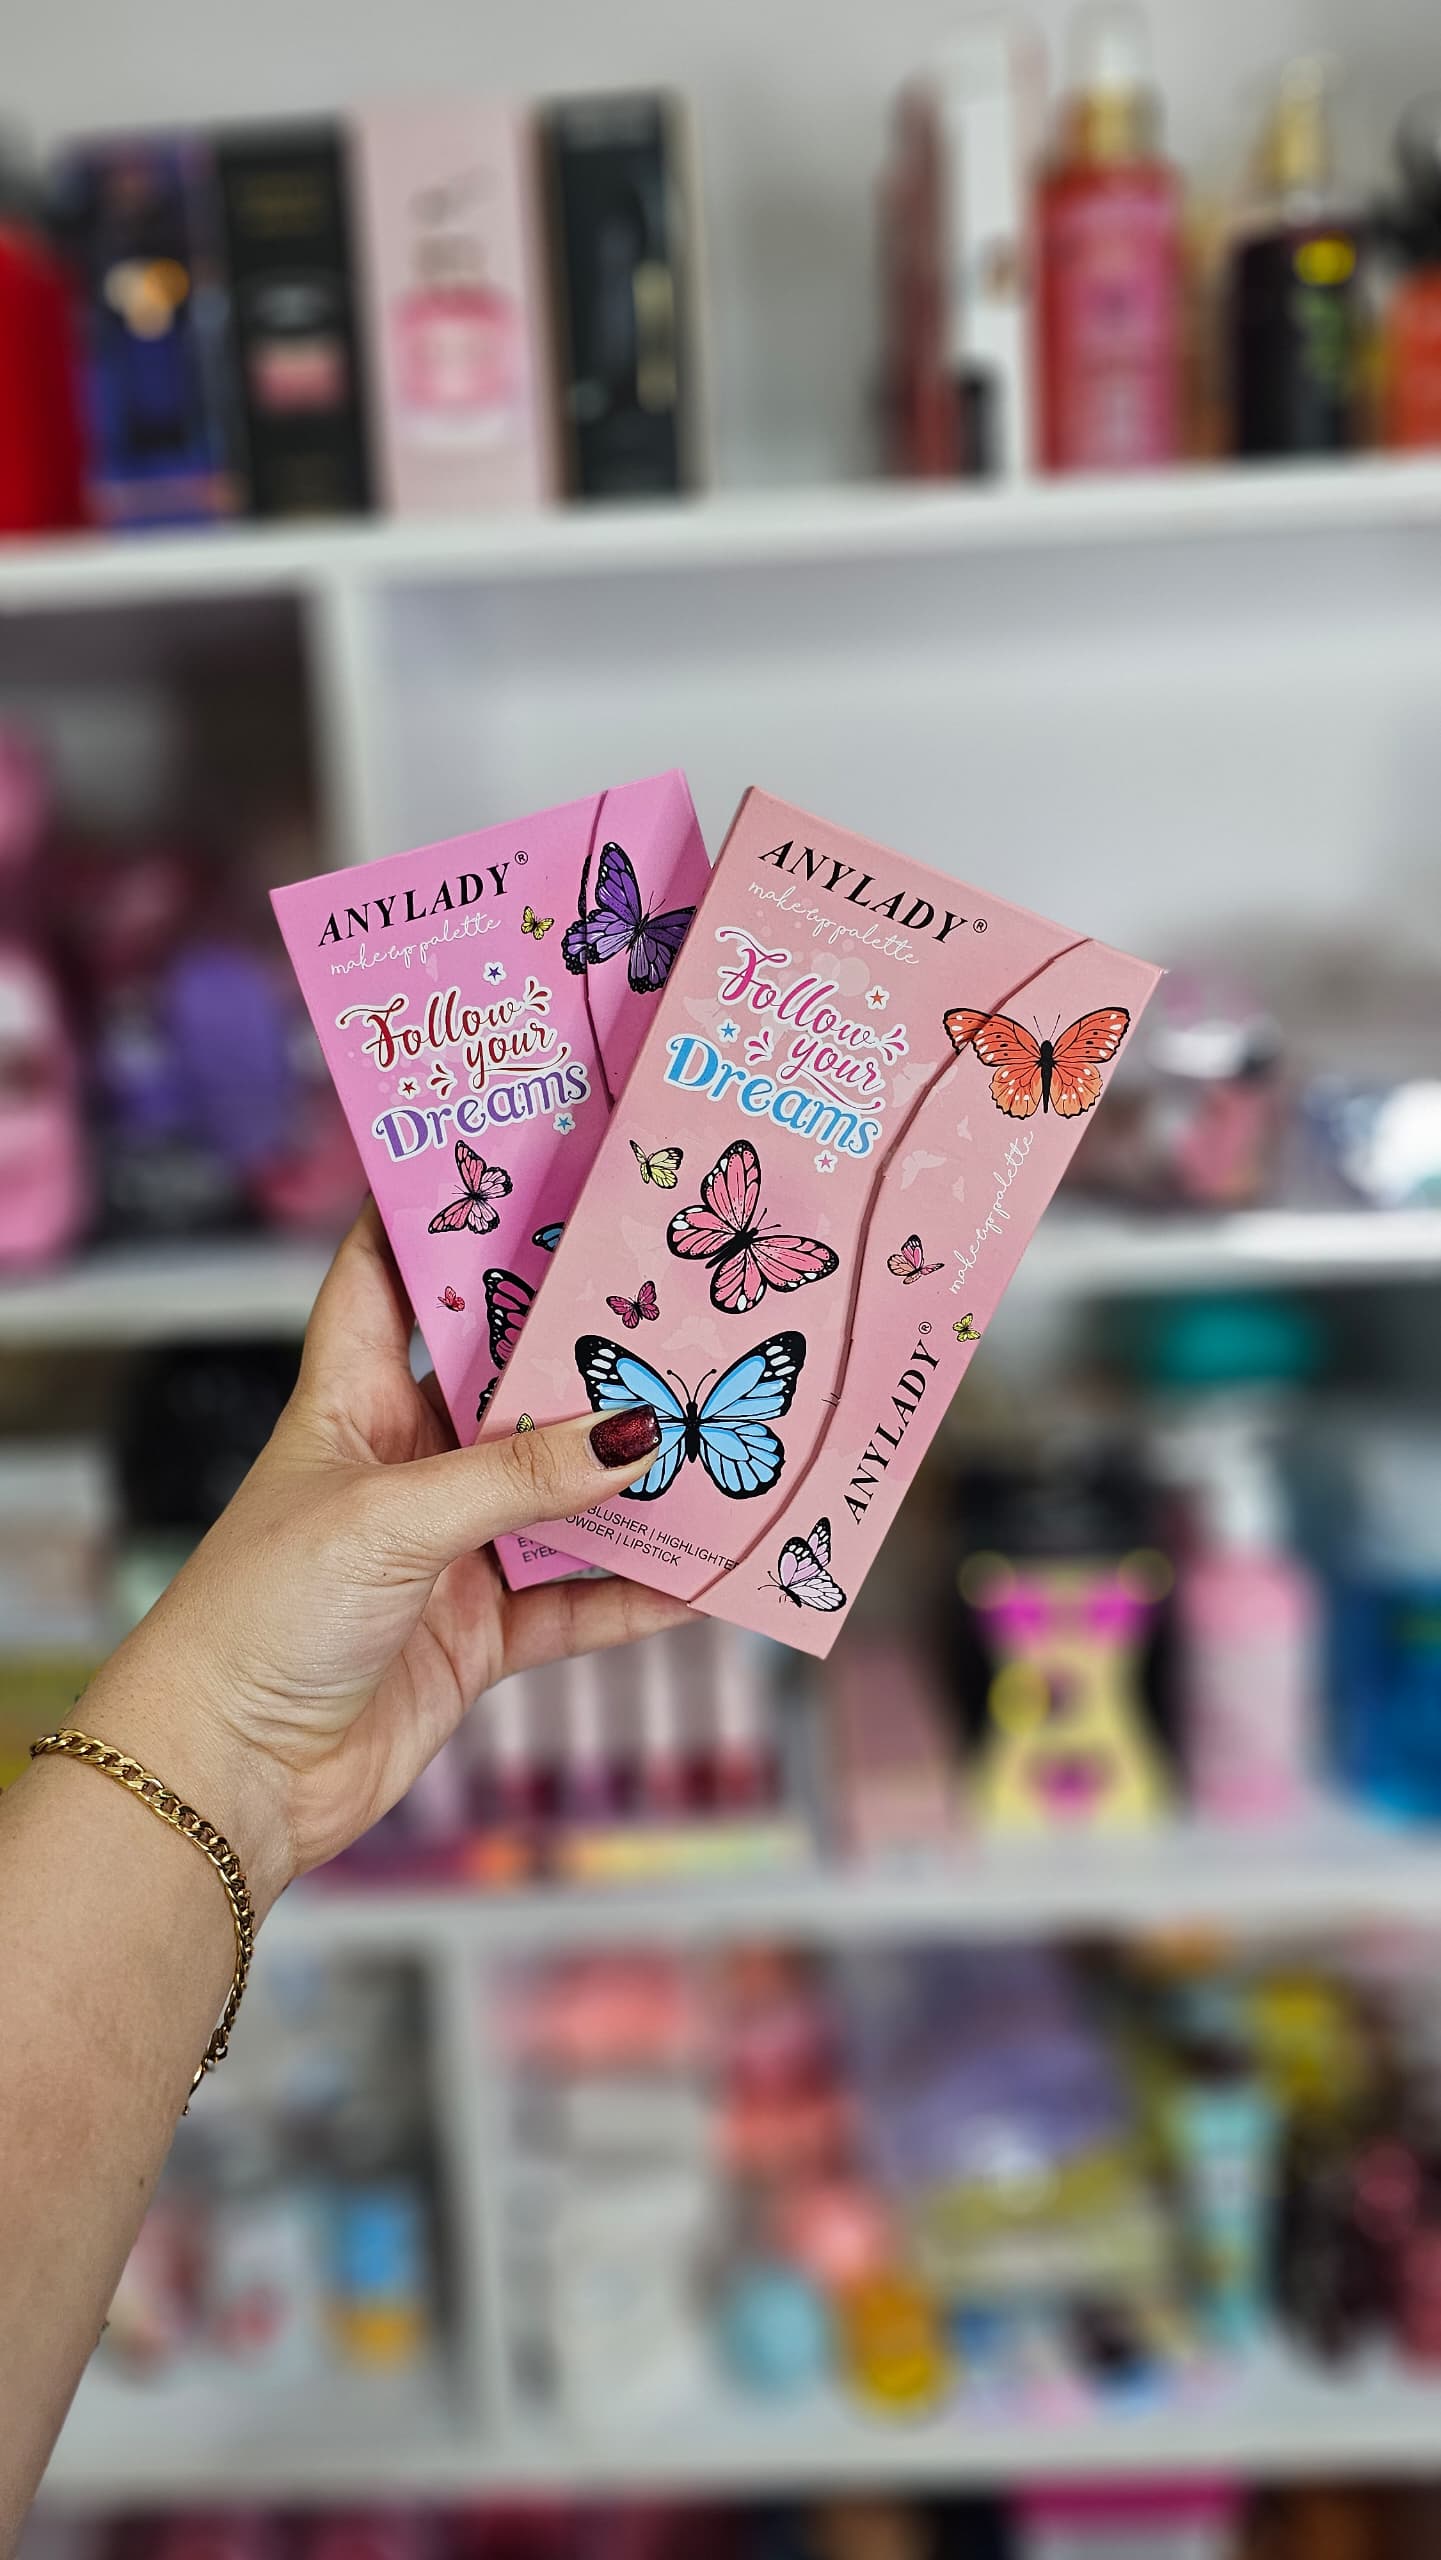 ANYLADY®
make up palette
Follow
your
Dreams
ANYLADY®
make up palette
Follow
your
Dreams
make up palette
ANYLADY®
BLUSHER | HIGHLIGHTER
LIPSTICK